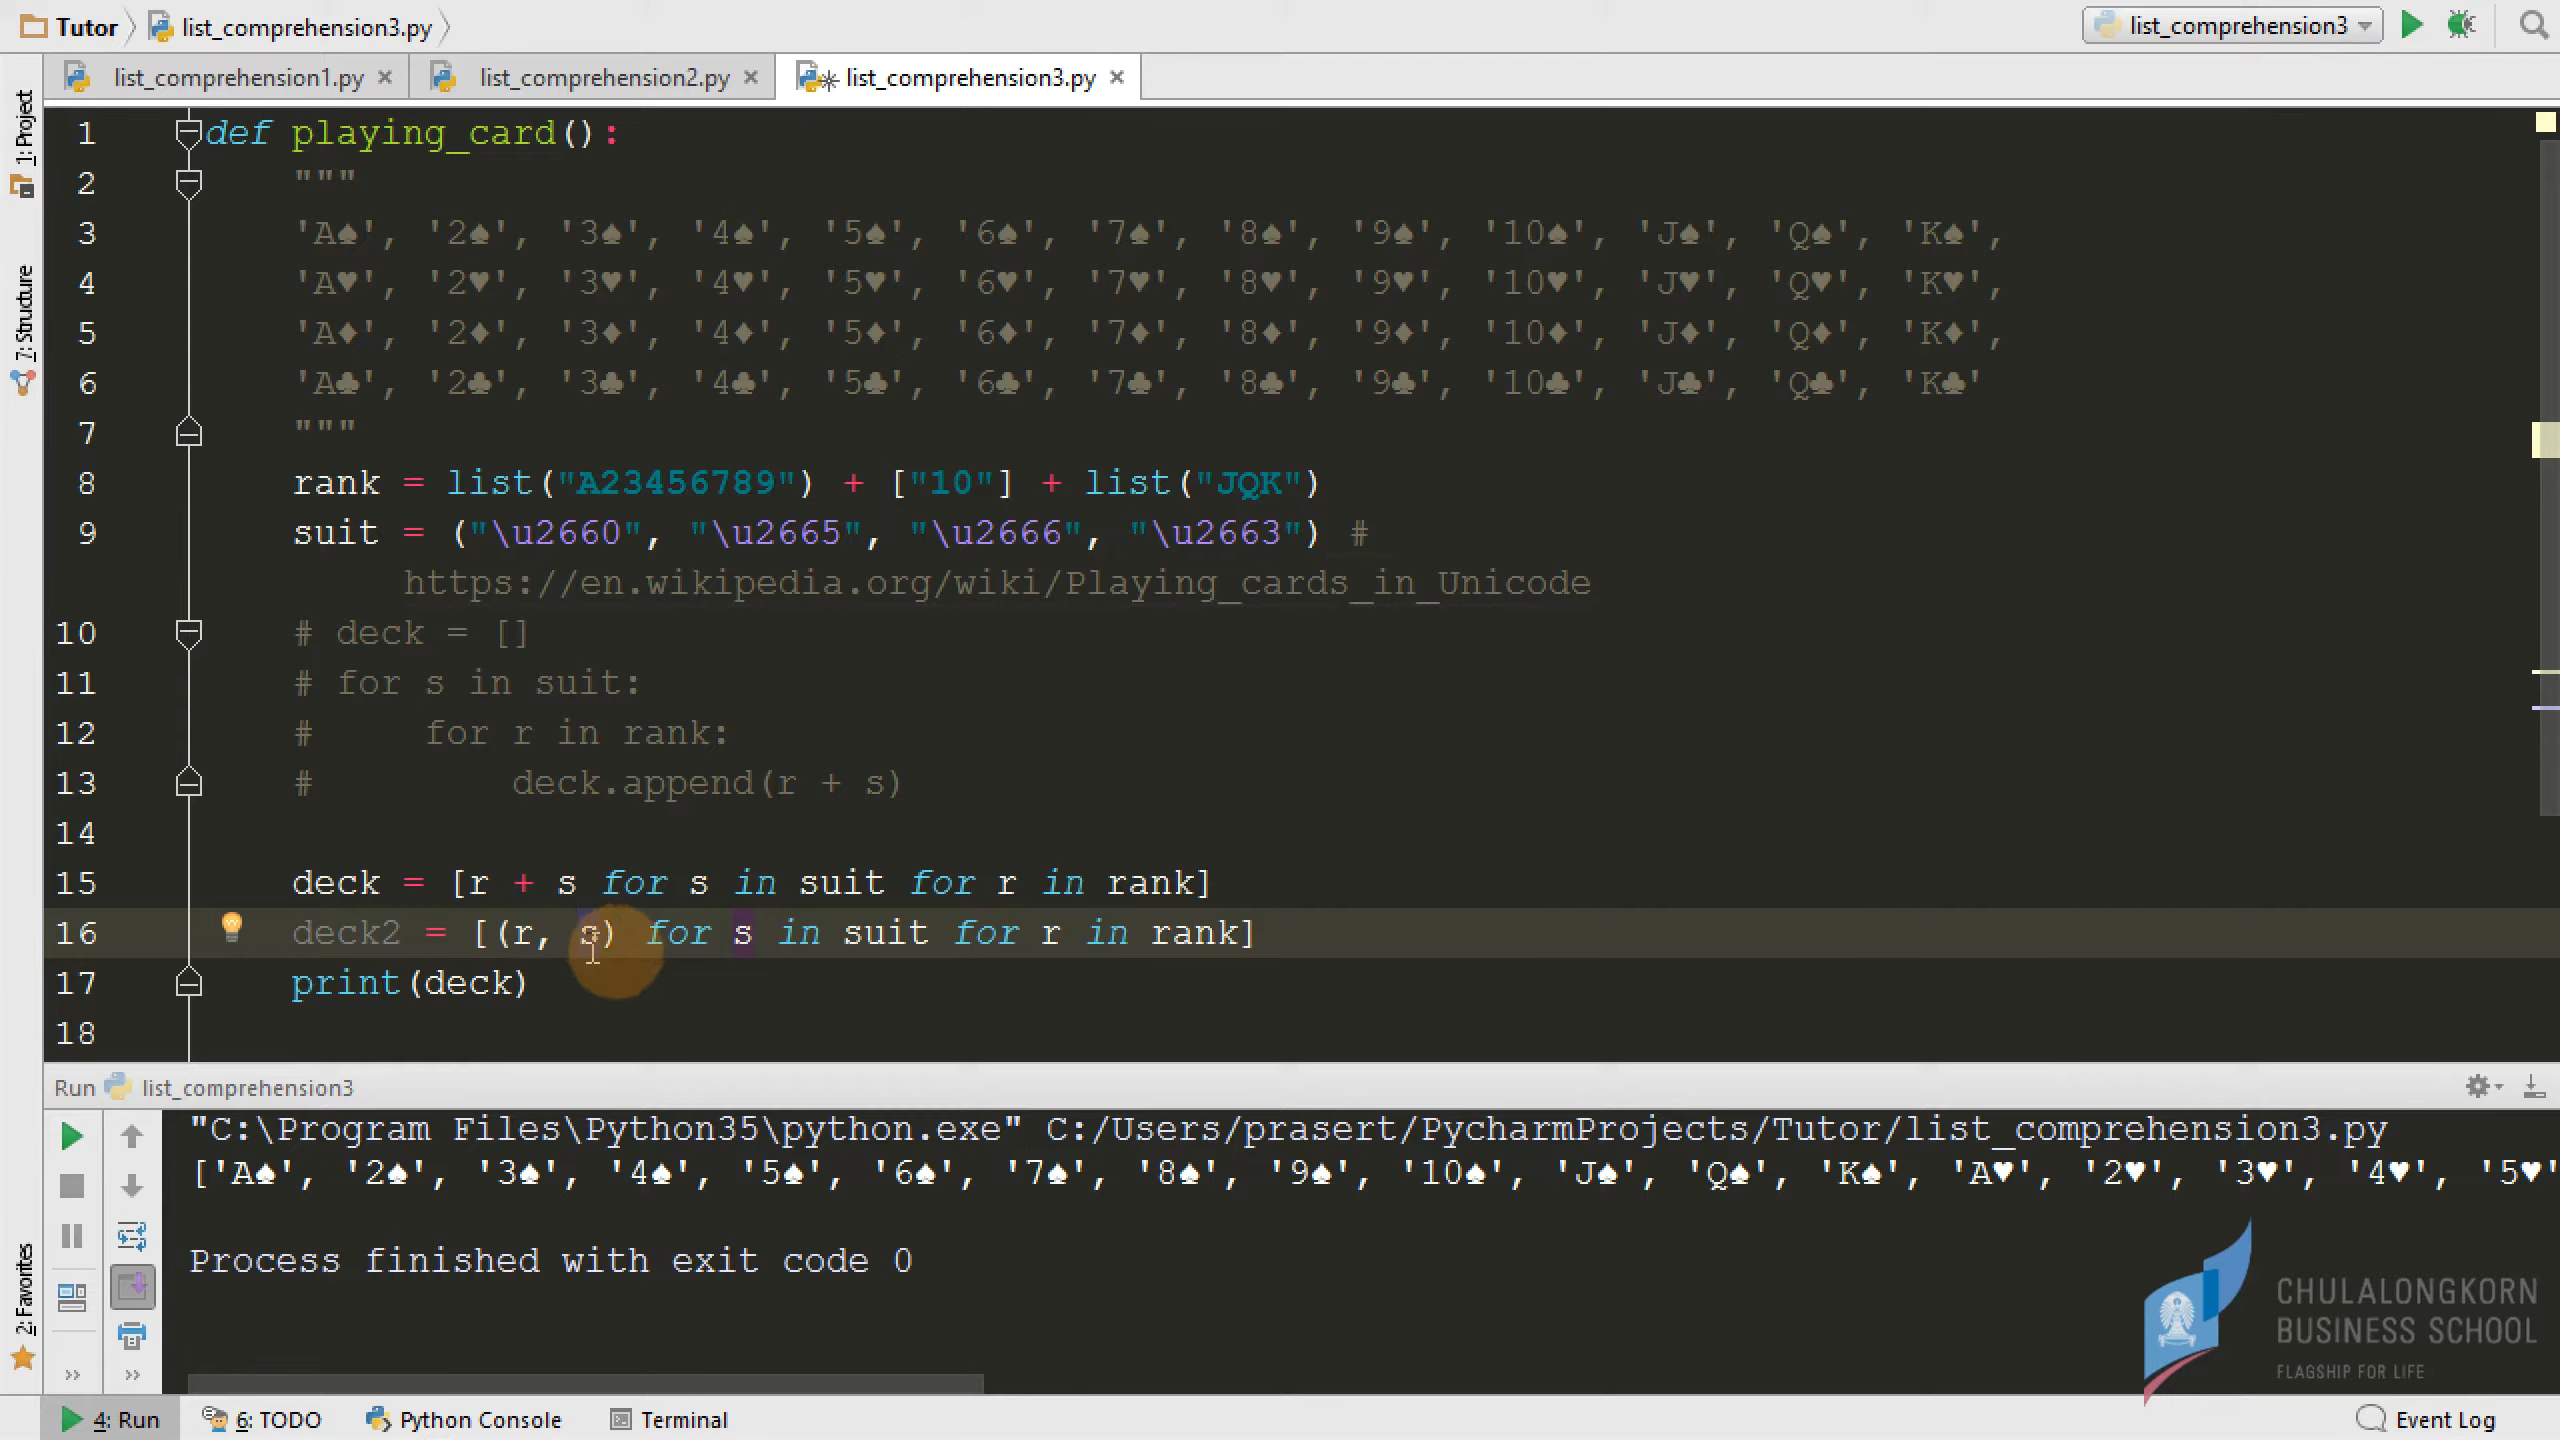 Tutor list_comprehension3.py list_comprehension3
list_comprehension1.py list_comprehension2.py list_comprehension3.py
1: Project
7: Structure
2: Favorites
1 def playing_card():
2 """
3 'A♠', '2♠', '3♠', '4♠', '5♠', '6♠', '7♠', '8♠', '9♠', '10♠', 'J♠', 'Q♠', 'K♠',
4 'A♥', '2♥', '3♥', '4♥', '5♥', '6♥', '7♥', '8♥', '9♥', '10♥', 'J♥', 'Q♥', 'K♥',
5 'A♦', '2♦', '3♦', '4♦', '5♦', '6♦', '7♦', '8♦', '9♦', '10♦', 'J♦', 'Q♦', 'K♦',
6 'A♣', '2♣', '3♣', '4♣', '5♣', '6♣', '7♣', '8♣', '9♣', '10♣', 'J♣', 'Q♣', 'K♣'
7 """
8 rank = list("A23456789") + ["10"] + list("JQK")
9 suit = ("\u2660", "\u2665", "\u2666", "\u2663") #
https://en.wikipedia.org/wiki/Playing_cards_in_Unicode
10 # deck = []
11 # for s in suit:
12 #     for r in rank:
13 #         deck.append(r + s)
14
15 deck = [r + s for s in suit for r in rank]
16 deck2 = [(r, s) for s in suit for r in rank]
17 print(deck)
18
Run list_comprehension3
"C:\Program Files\Python35\python.exe" C:/Users/prasert/PycharmProjects/Tutor/list_comprehension3.py
['A♠', '2♠', '3♠', '4♠', '5♠', '6♠', '7♠', '8♠', '9♠', '10♠', 'J♠', 'Q♠', 'K♠', 'A♥', '2♥', '3♥', '4♥', '5♥'
Process finished with exit code 0
CHULALONGKORN
BUSINESS SCHOOL
FLAGSHIP FOR LIFE
4: Run 6: TODO Python Console Terminal Event Log